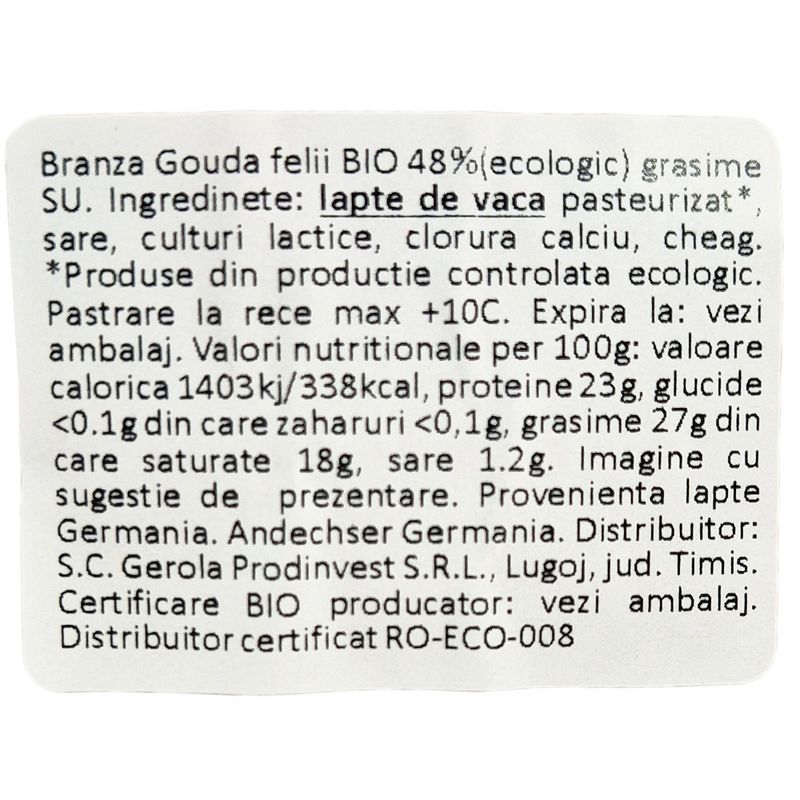 Branza Gouda felii BIO 48%(ecologic) grasime
SU. Ingredinete: lapte de vaca pasteurizat*,
sare, culturi lactice, clorura calciu, cheag.
*Produse din productie controlata ecologic.
Pastrare la rece max +10C. Expira la: vezi
ambalaj. Valori nutritionale per 100g: valoare
calorica 1403kj/338kcal, proteine 23g, glucide
<0.1g din care zaharuri <0,1g, grasime 27g din
care saturate 18g, sare 1.2g. Imagine cu
sugestie de prezentare. Provenienta lapte
Germania. Andechser Germania. Distribuitor:
S.C. Gerola Prodinvest S.R.L., Lugoj, jud. Timis.
Certificare BIO producator: vezi ambalaj.
Distribuitor certificat RO-ECO-008